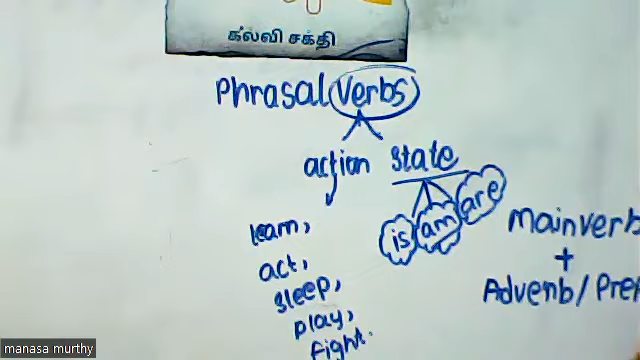 கல்வி சக்தி
Phrasal Verbs
action state
is am are
learn,
act,
sleep,
play,
fight.
Main verb
+
Adverb/Pre
manasa murthy